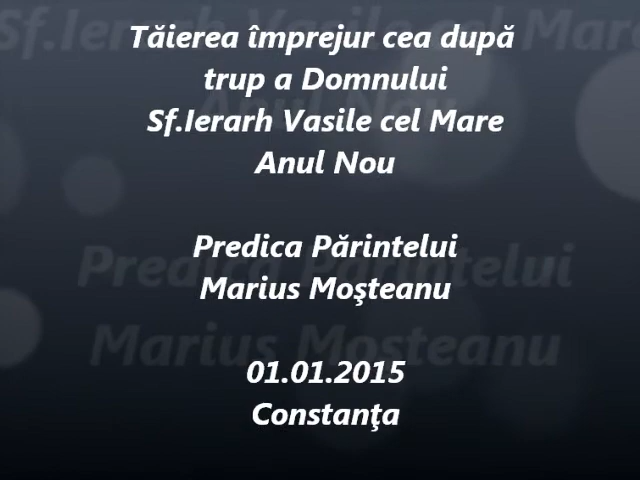 Tăierea împrejur cea după
trup a Domnului
Sf.Ierarh Vasile cel Mare
Anul Nou
Predica Părintelui
Marius Moşteanu
01.01.2015
Constanţa